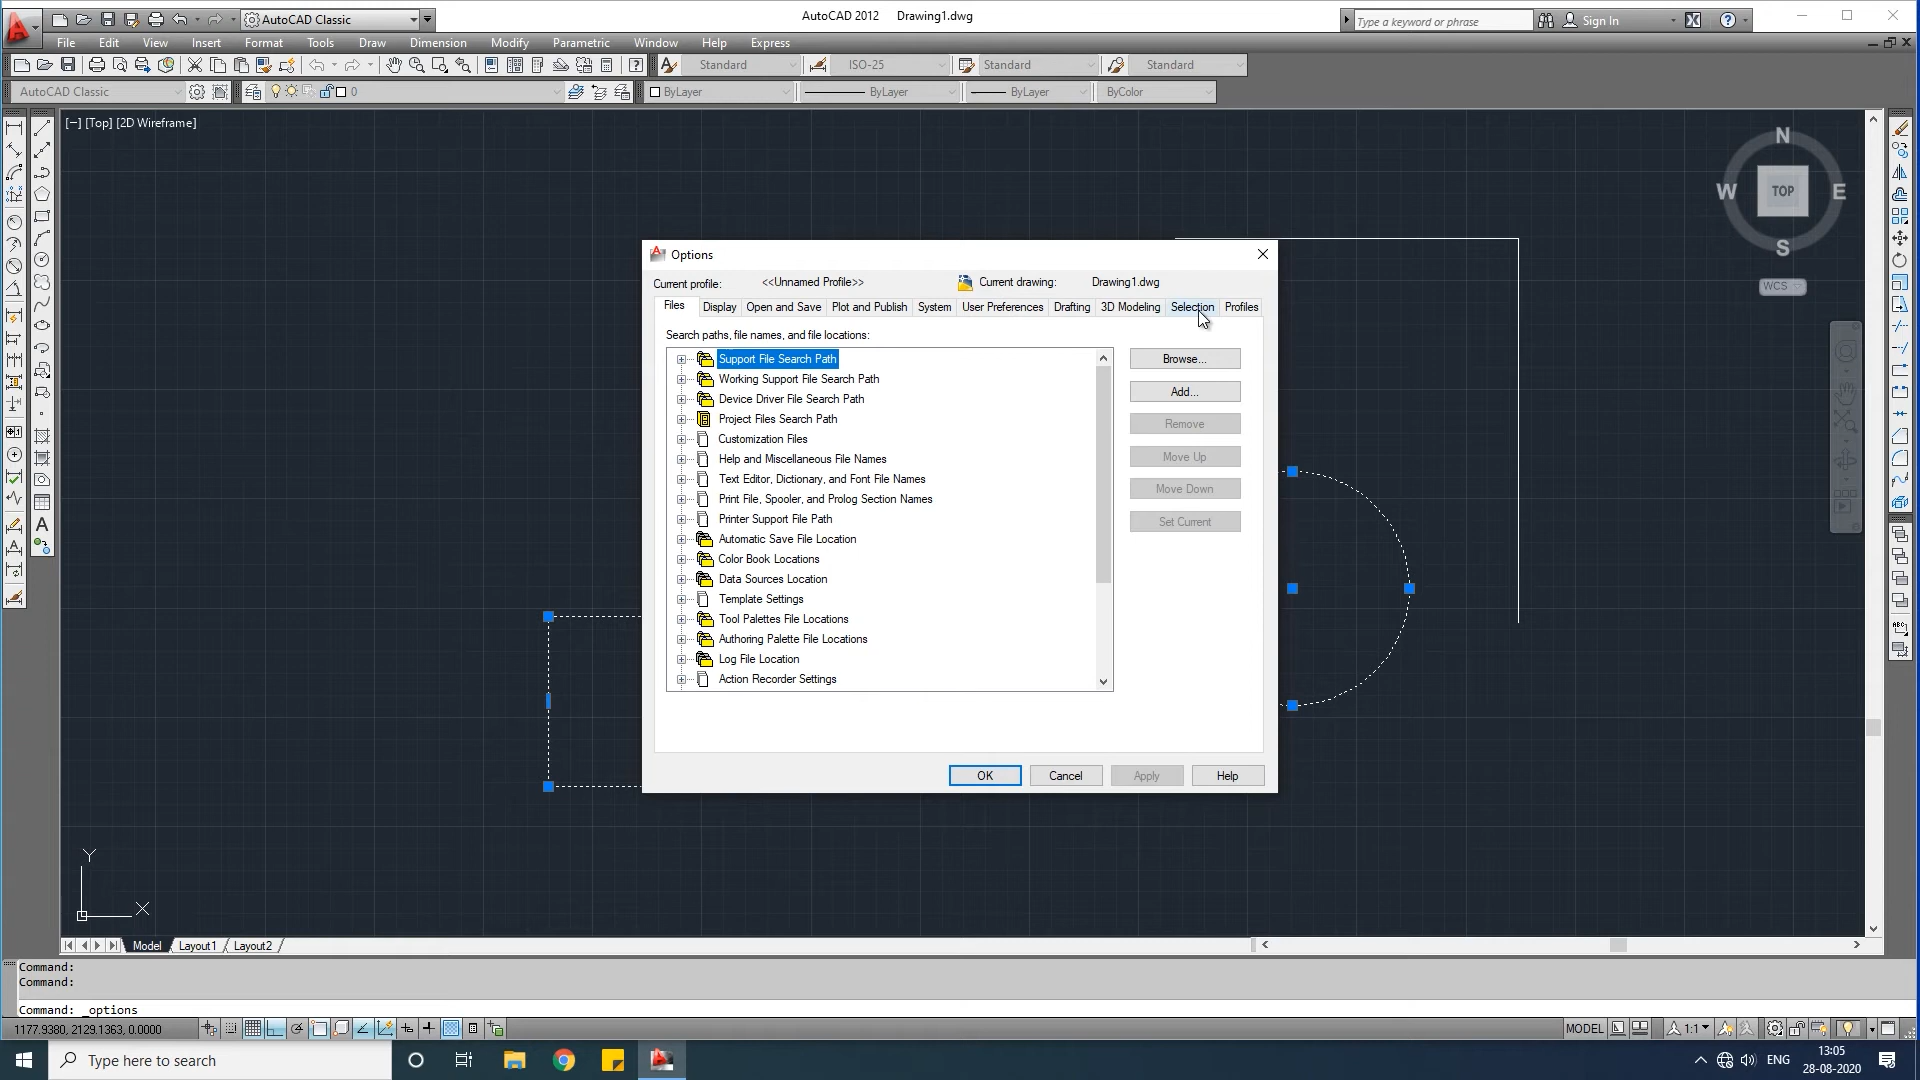 AutoCAD Classic
AutoCAD 2012 Drawing1.dwg
Type a keyword or phrase
Sign In
File Edit View Insert Format Tools Draw Dimension Modify Parametric Window Help Express
Standard ISO-25 Standard Standard
AutoCAD Classic 0 ByLayer ByLayer ByLayer ByColor
[−] [Top] [2D Wireframe]
N
W TOP E
S
WCS
Options
Current profile: <<Unnamed Profile>> Current drawing: Drawing1.dwg
Files Display Open and Save Plot and Publish System User Preferences Drafting 3D Modeling Selection Profiles
Search paths, file names, and file locations:
Support File Search Path
Working Support File Search Path
Device Driver File Search Path
Project Files Search Path
Customization Files
Help and Miscellaneous File Names
Text Editor, Dictionary, and Font File Names
Print File, Spooler, and Prolog Section Names
Printer Support File Path
Automatic Save File Location
Color Book Locations
Data Sources Location
Template Settings
Tool Palettes File Locations
Authoring Palette File Locations
Log File Location
Action Recorder Settings
Browse...
Add...
Remove
Move Up
Move Down
Set Current
OK Cancel Apply Help
Y
X
Model Layout1 Layout2
Command:
Command:
Command: _options
1177.9380, 2129.1363, 0.0000
MODEL 1:1
Type here to search
ENG
13:05
28-08-2020